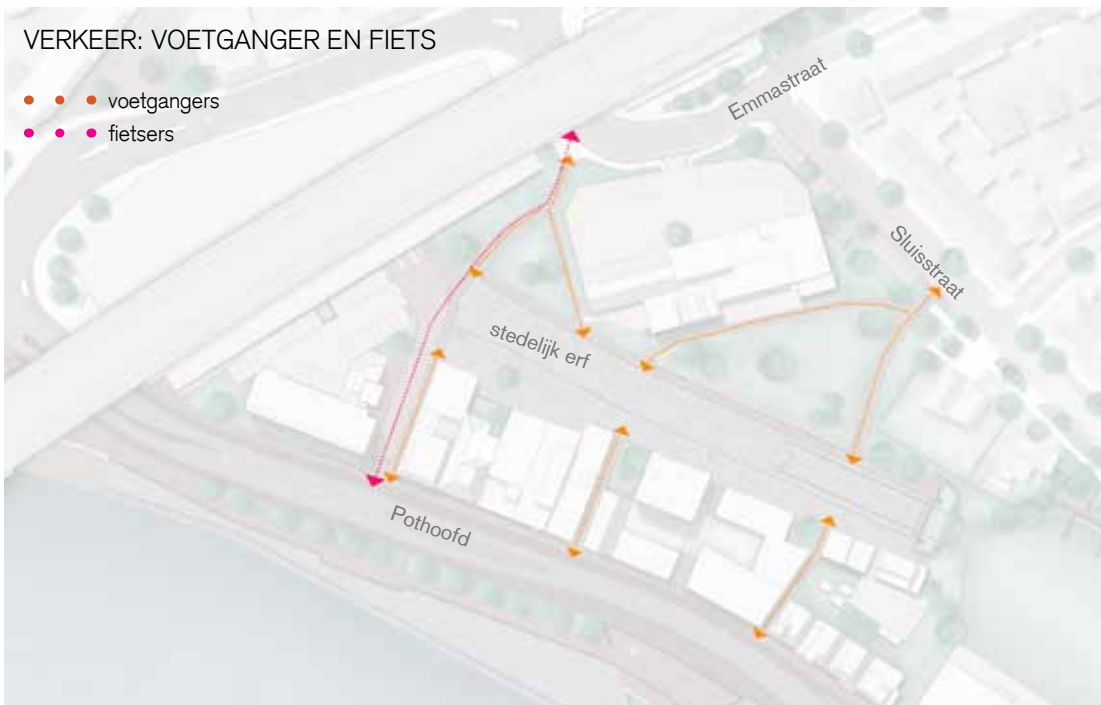 VERKEER: VOETGANGER EN FIETS
voetgangers
fietsers
Emmastraat
Sluisstraat
stedelijk erf
Pothoofd